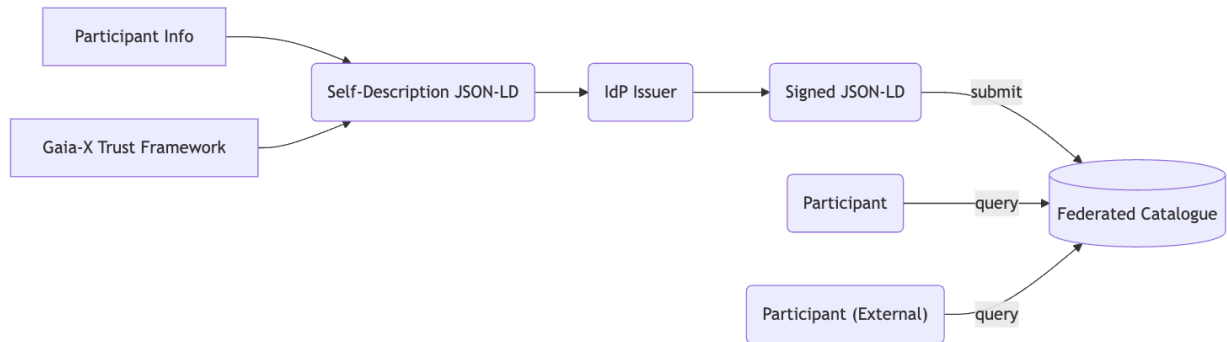 Participant Info
Gaia-X Trust Framework
Self-Description JSON-LD
IdP Issuer
Signed JSON-LD
submit
Participant
query
Federated Catalogue
Participant (External)
query